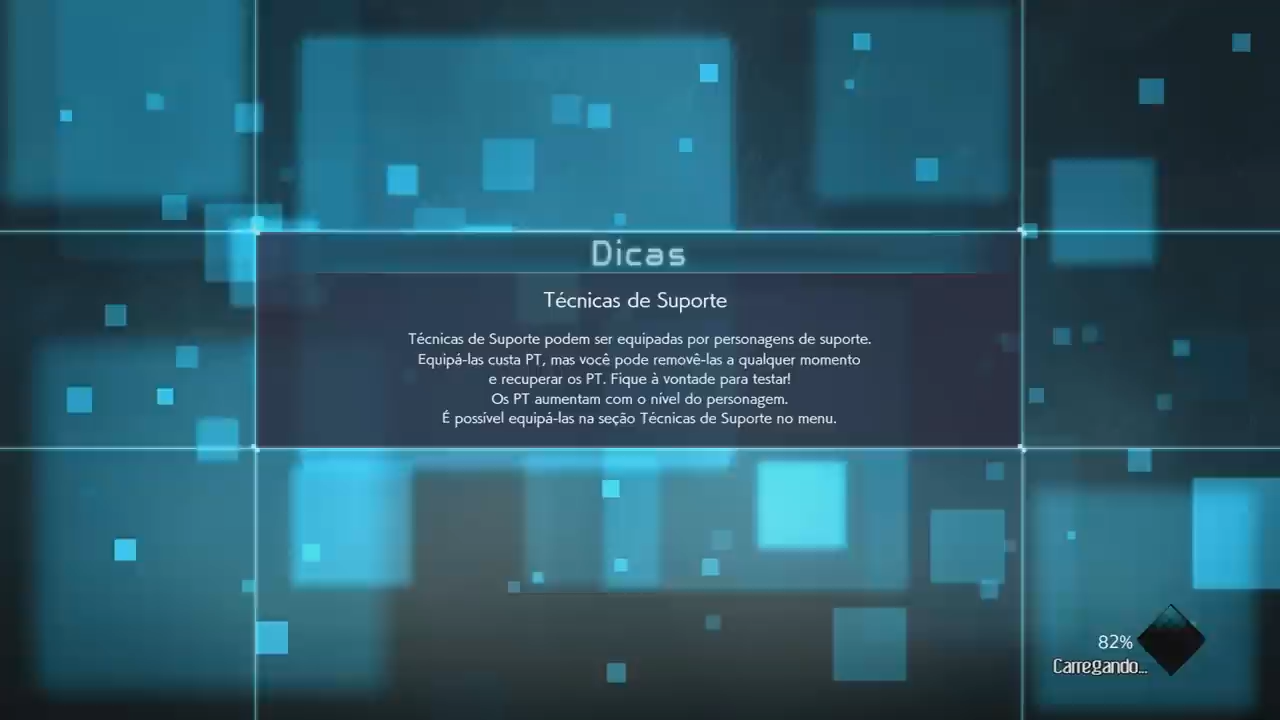 Dicas
Técnicas de Suporte
Técnicas de Suporte podem ser equipadas por personagens de suporte.
Equipá-las custa PT, mas você pode removê-las a qualquer momento
e recuperar os PT. Fique à vontade para testar!
Os PT aumentam com o nível do personagem.
É possível equipá-las na seção Técnicas de Suporte no menu.
82%
Carregando...